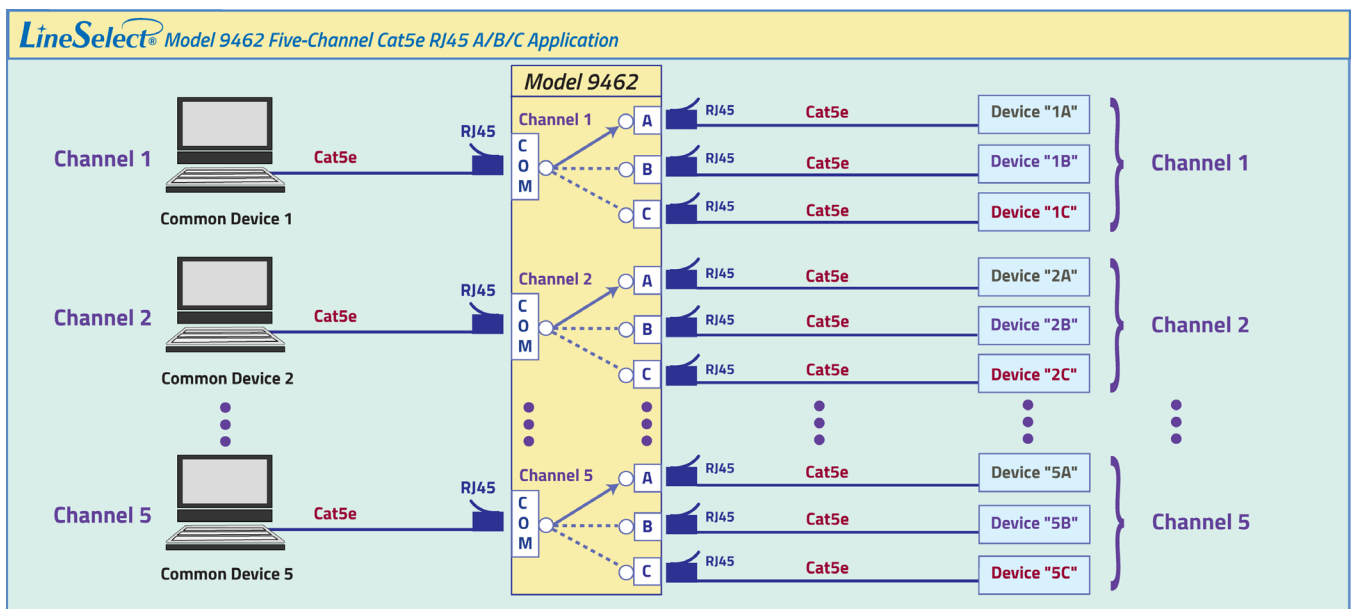 LineSelect® Model 9462 Five-Channel Cat5e RJ45 A/B/C Application
Model 9462
Channel 1
Common Device 1
Cat5e
RJ45
COM
Channel 1
A
RJ45
Cat5e
Device "1A"
B
RJ45
Cat5e
Device "1B"
C
RJ45
Cat5e
Device "1C"
Channel 1
Channel 2
Common Device 2
Cat5e
RJ45
COM
Channel 2
A
RJ45
Cat5e
Device "2A"
B
RJ45
Cat5e
Device "2B"
C
RJ45
Cat5e
Device "2C"
Channel 2
Channel 5
Common Device 5
Cat5e
RJ45
COM
Channel 5
A
RJ45
Cat5e
Device "5A"
B
RJ45
Cat5e
Device "5B"
C
RJ45
Cat5e
Device "5C"
Channel 5